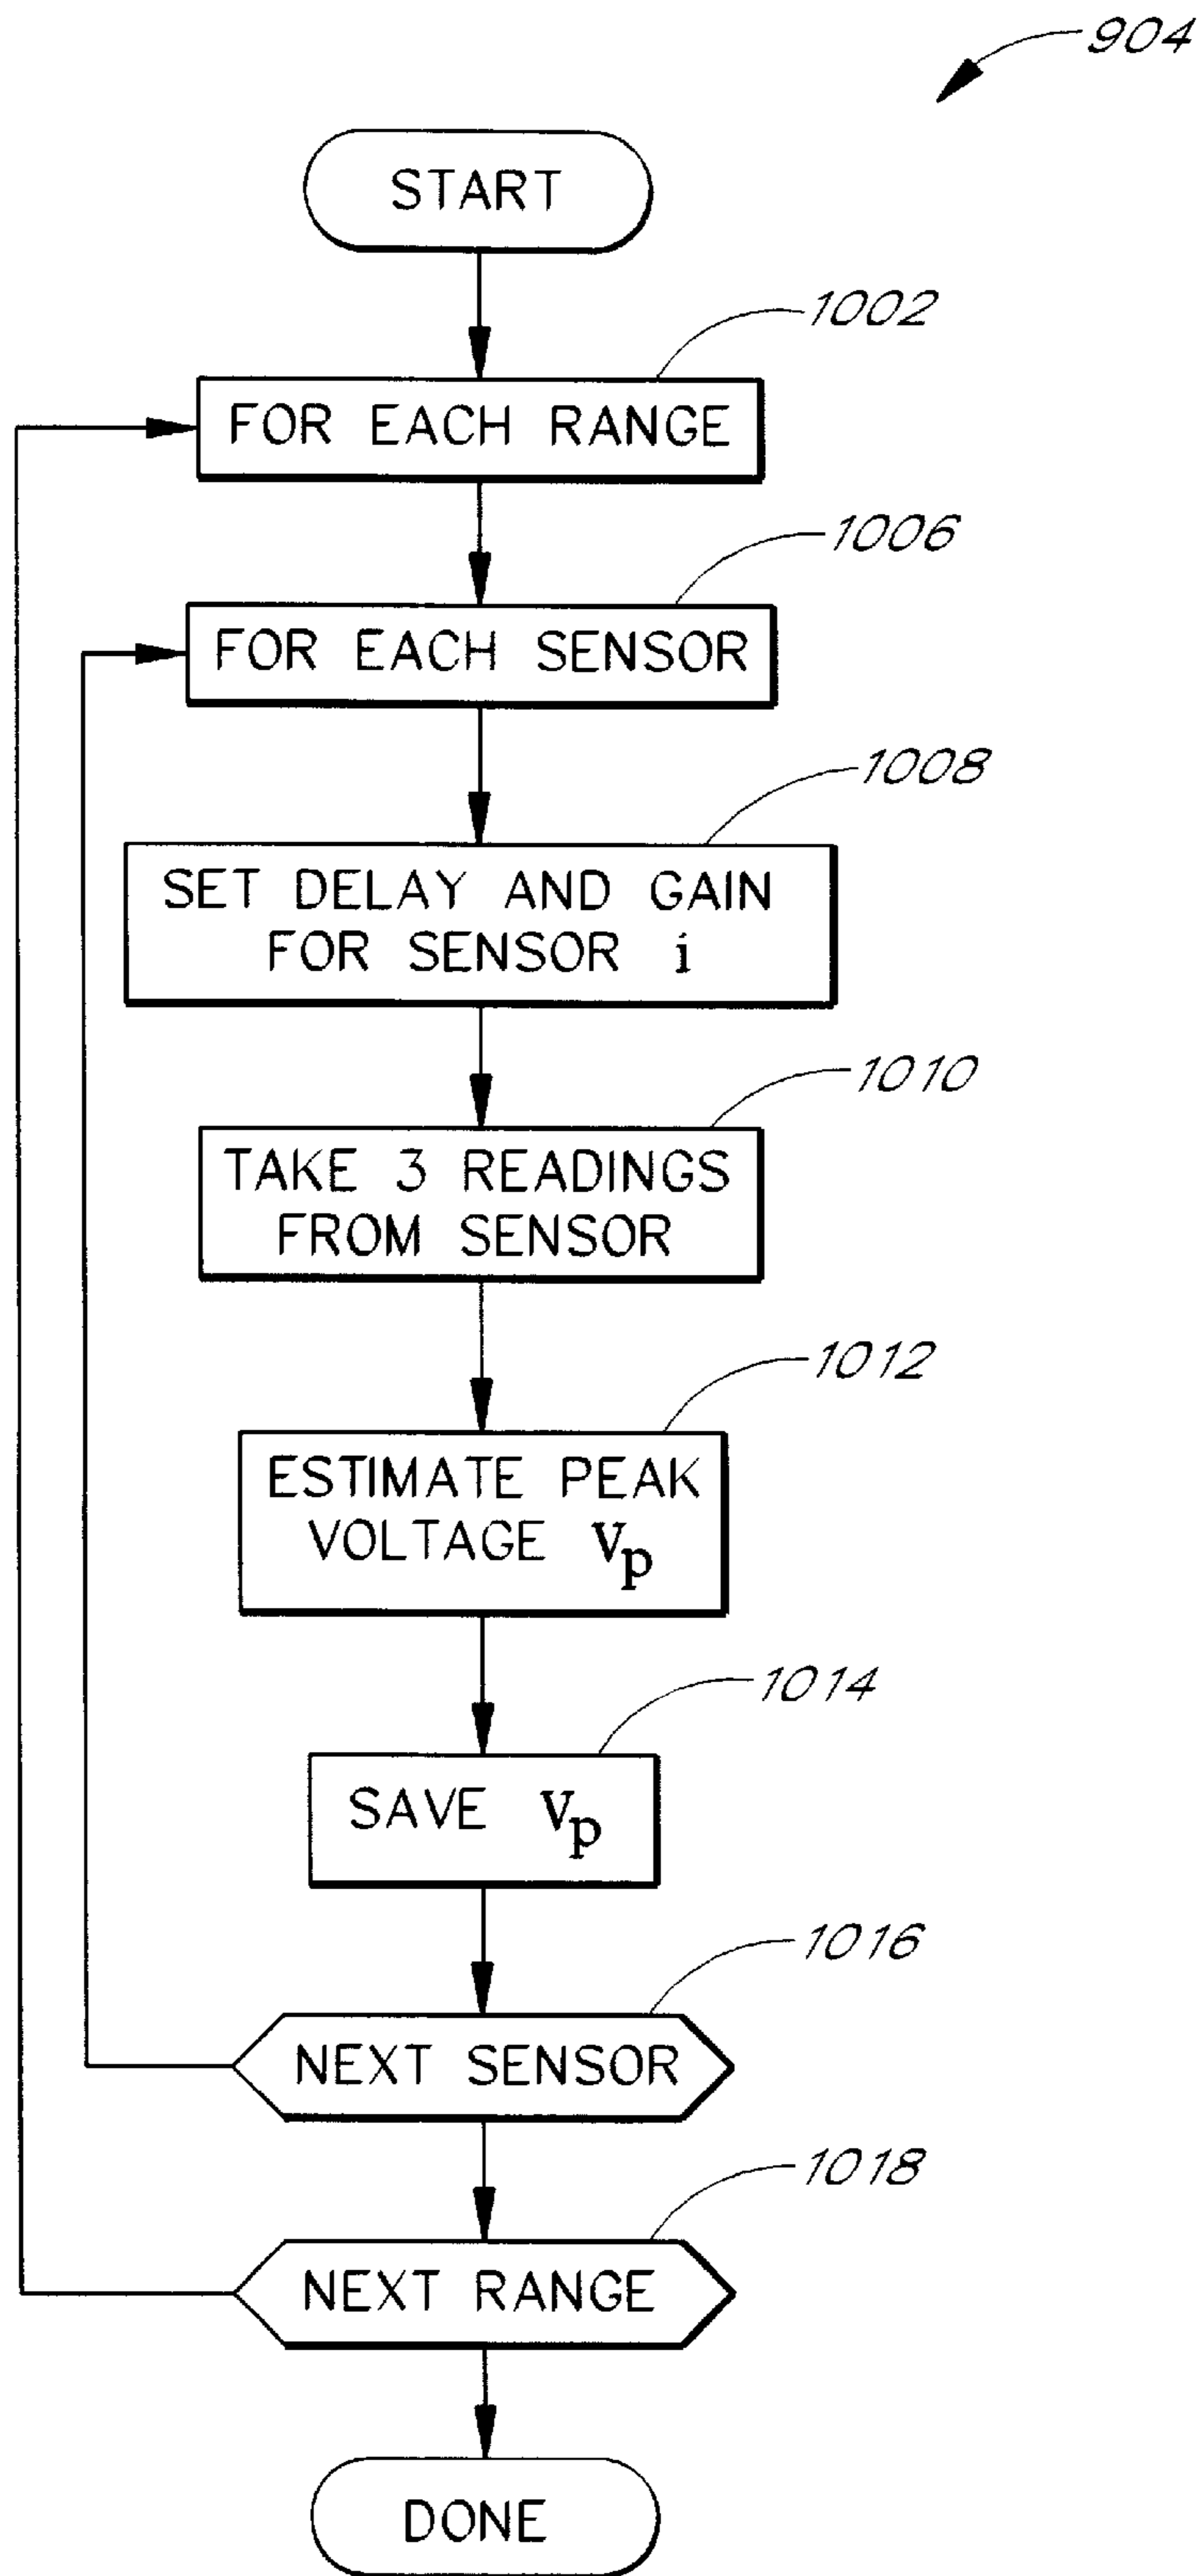 904
START
1002
FOR EACH RANGE
1006
FOR EACH SENSOR
1008
SET DELAY AND GAIN
FOR SENSOR i
1010
TAKE 3 READINGS
FROM SENSOR
1012
ESTIMATE PEAK
VOLTAGE Vp
1014
SAVE Vp
1016
NEXT SENSOR
1018
NEXT RANGE
DONE